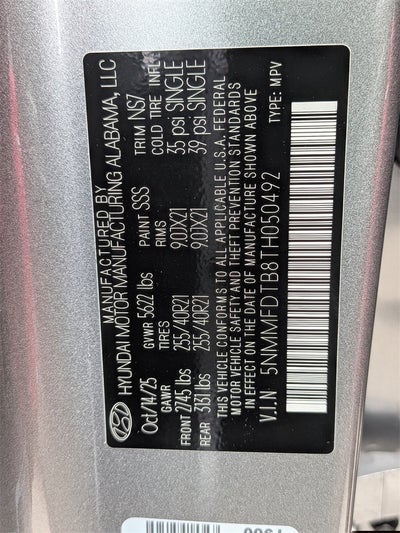 MANUFACTURED BY
HYUNDAI MOTOR MANUFACTURING ALABAMA, LLC
Oct/14/25 GVWR 5622 lbs PAINT SSS TRIM NS7
GAWR TIRES COLD TIRE INFL
FRONT 2745 lbs 255/40R21 9.0JX21 35 psi SINGLE
REAR 3131 lbs 255/40R21 9.0JX21 39 psi SINGLE
THIS VEHICLE CONFORMS TO ALL APPLICABLE U.S.A. FEDERAL
MOTOR VEHICLE SAFETY AND THEFT PREVENTION STANDARDS
IN EFFECT ON THE DATE OF MANUFACTURE SHOWN ABOVE
V.I.N 5NMMFDTB8TH050492 TYPE: MPV